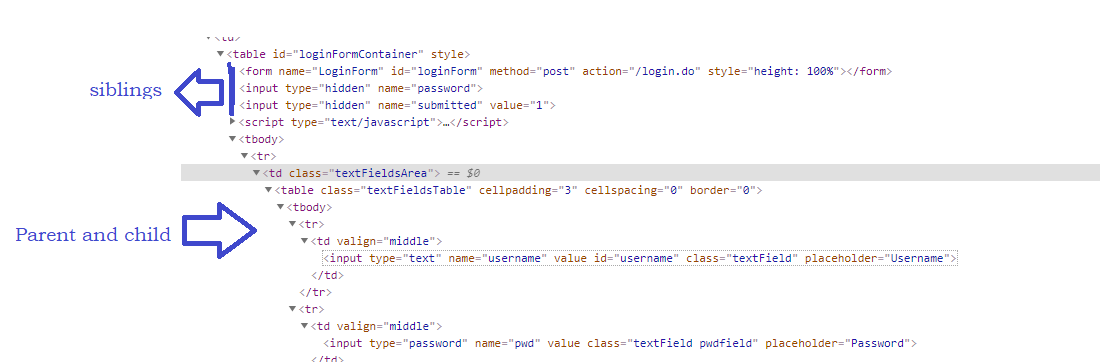 <td>
<table id="loginFormContainer" style>
siblings
<form name="LoginForm" id="loginForm" method="post" action="/login.do" style="height: 100%"></form>
<input type="hidden" name="password">
<input type="hidden" name="submitted" value="1">
<script type="text/javascript">…</script>
<tbody>
<tr>
<td class="textFieldsArea"> == $0
<table class="textFieldsTable" cellpadding="3" cellspacing="0" border="0">
<tbody>
Parent and child
<tr>
<td valign="middle">
<input type="text" name="username" value id="username" class="textField" placeholder="Username">
</td>
</tr>
<tr>
<td valign="middle">
<input type="password" name="pwd" value class="textField pwdfield" placeholder="Password">
</td>